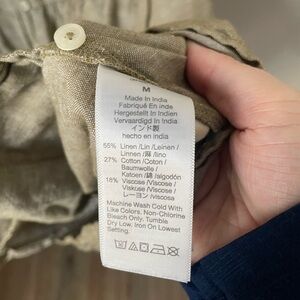 M
Made In India
Fabriqué En inde
Hergestellt In Indien
Vervaardigd In India
インド製
hecho en india
55% Linen /Lin /Leinen/
Linnen /麻 /lino
27% Cotton /Coton /
Baumwolle /
Katoen /綿 /algodón
18% Viscose /Viscose /
Viskose /Viscose /
レーヨン /viscosa
Machine Wash Cold With
Like Colors. Non-Chlorine
Bleach Only. Tumble
Dry Low. Iron On Lowest
Setting.